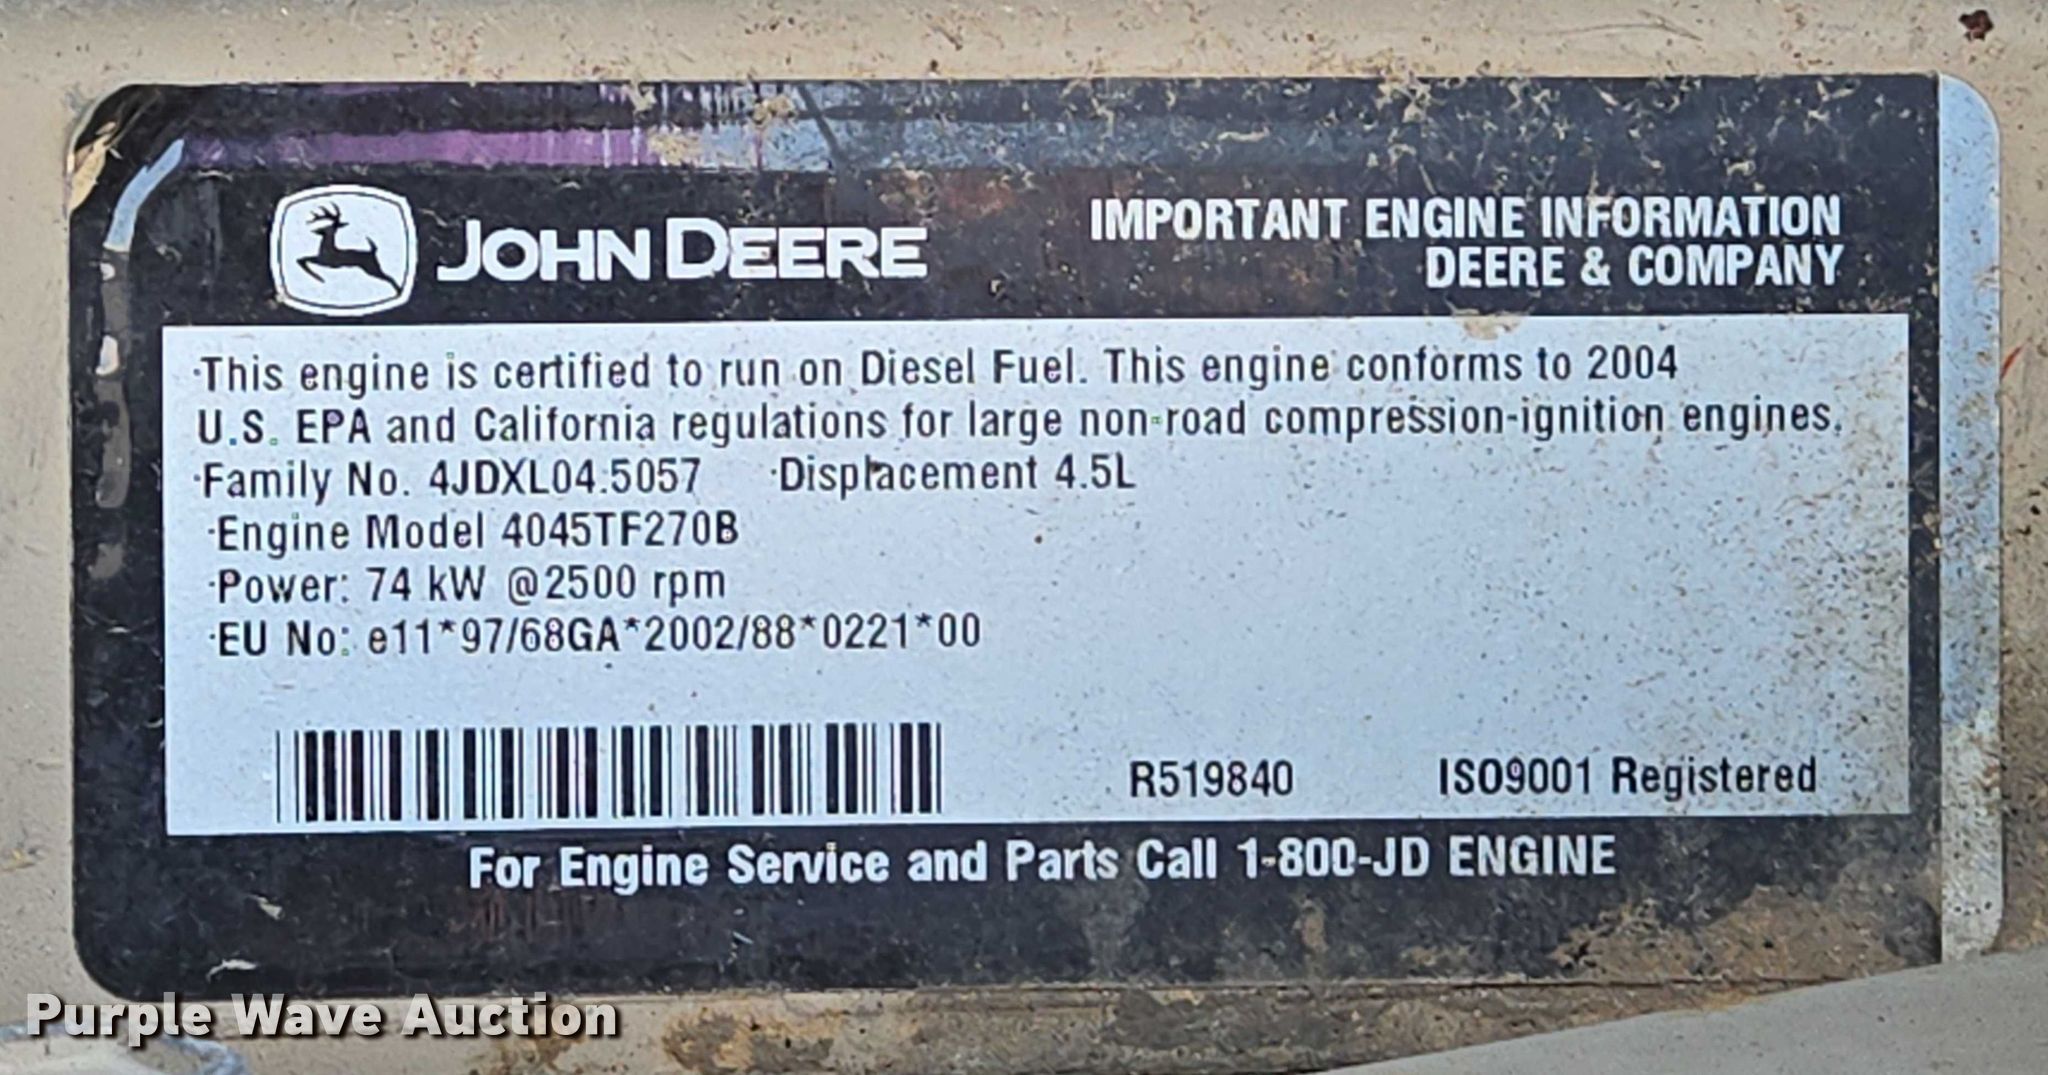 JOHN DEERE
IMPORTANT ENGINE INFORMATION
DEERE & COMPANY
·This engine is certified to run on Diesel Fuel. This engine conforms to 2004
U.S. EPA and California regulations for large non-road compression-ignition engines.
·Family No. 4JDXL04.5057 ·Displacement 4.5L
·Engine Model 4045TF270B
·Power: 74 kW @2500 rpm
·EU No: e11*97/68GA*2002/88*0221*00
R519840 ISO9001 Registered
For Engine Service and Parts Call 1-800-JD ENGINE
Purple Wave Auction